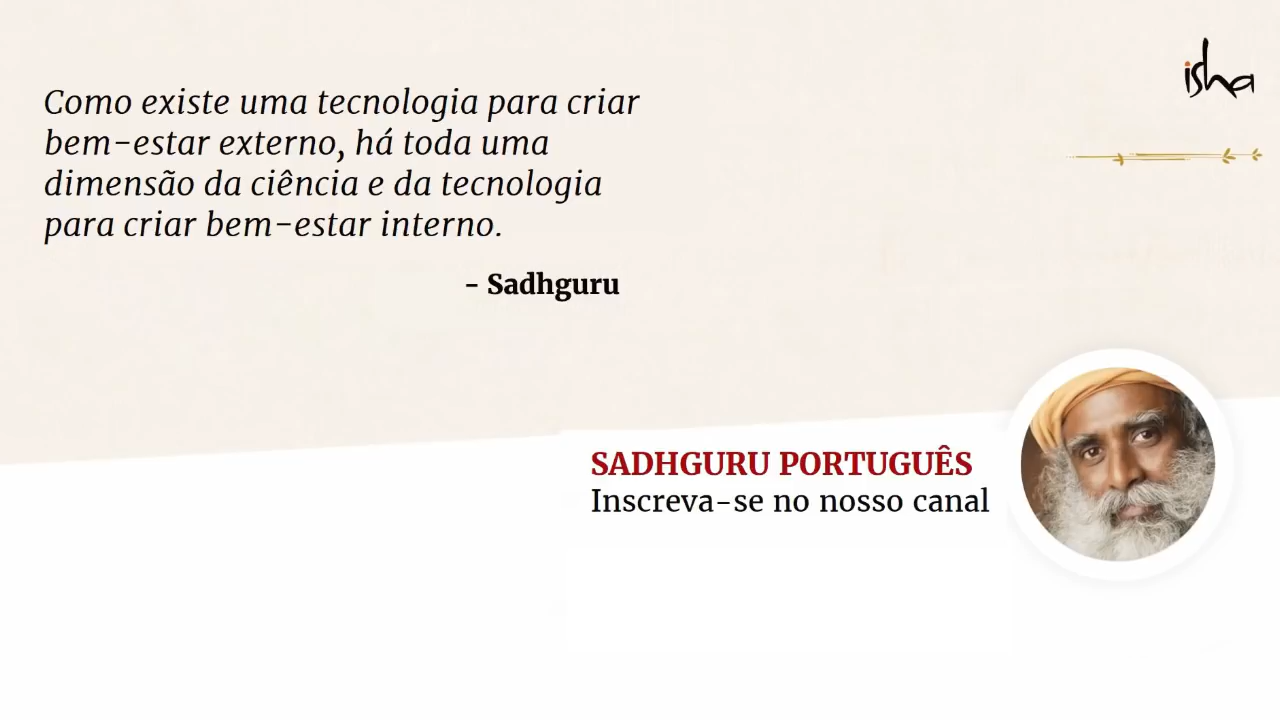 isha
Como existe uma tecnologia para criar
bem-estar externo, há toda uma
dimensão da ciência e da tecnologia
para criar bem-estar interno.
- Sadhguru
SADHGURU PORTUGUÊS
Inscreva-se no nosso canal